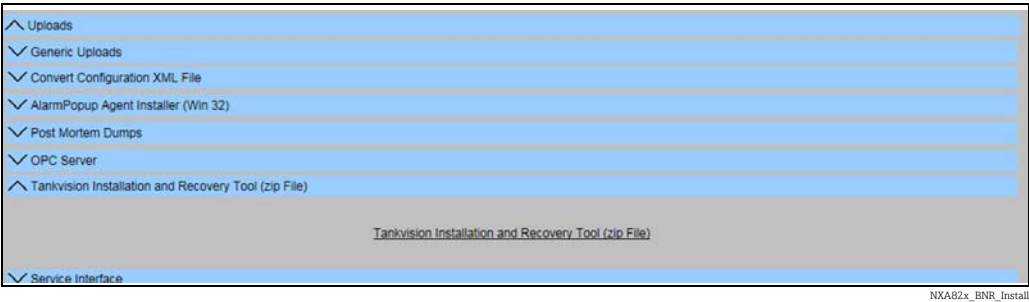 Uploads
Generic Uploads
Convert Configuration XML File
AlarmPopup Agent Installer (Win 32)
Post Mortem Dumps
OPC Server
Tankvision Installation and Recovery Tool (zip File)
Tankvision Installation and Recovery Tool (zip File)
Service Interface
NXA82x_BNR_Install